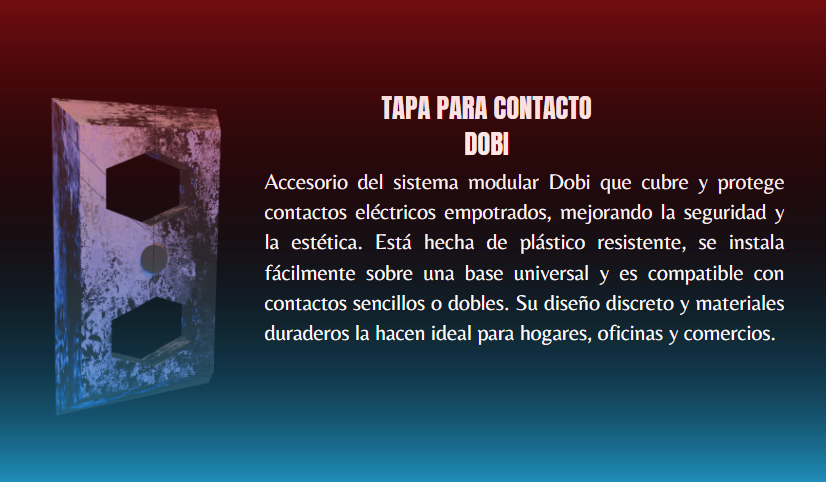 TAPA PARA CONTACTO
DOBI
Accesorio del sistema modular Dobi que cubre y protege
contactos eléctricos empotrados, mejorando la seguridad y
la estética. Está hecha de plástico resistente, se instala
fácilmente sobre una base universal y es compatible con
contactos sencillos o dobles. Su diseño discreto y materiales
duraderos la hacen ideal para hogares, oficinas y comercios.